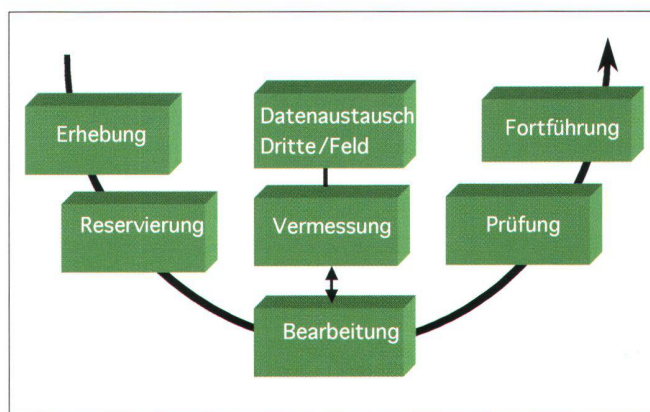 Erhebung
Reservierung
Datenaustausch
Dritte/Feld
Vermessung
Bearbeitung
Prüfung
Fortführung